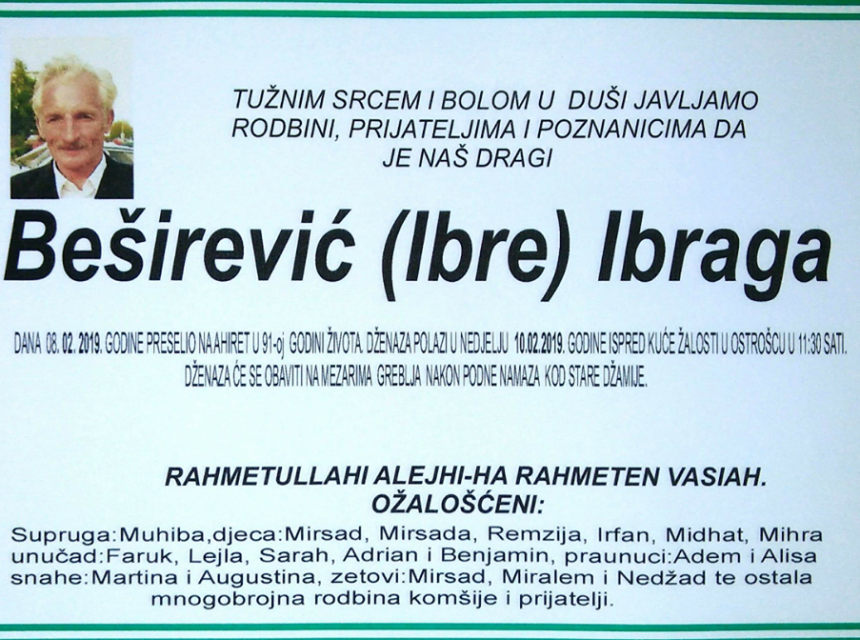 TUŽNIM SRCEM I BOLOM U DUŠI JAVLJAMO
RODBINI, PRIJATELJIMA I POZNANICIMA DA
JE NAŠ DRAGI
Beširević (Ibre) Ibraga
DANA 08. 02. 2019. GODINE PRESELIO NA AHIRET U 91-oj GODINI ŽIVOTA. DŽENAZA POLAZI U NEDJELJU 10.02.2019. GODINE ISPRED KUĆE ŽALOSTI U OSTROŠCU U 11:30 SATI.
DŽENAZA ĆE SE OBAVITI NA MEZARIMA GREBLJA NAKON PODNE NAMAZA KOD STARE DŽAMIJE.
RAHMETULLAHI ALEJHI-HA RAHMETEN VASIAH.
OŽALOŠĆENI:
Supruga:Muhiba,djeca:Mirsad, Mirsada, Remzija, Irfan, Midhat, Mihra
unučad:Faruk, Lejla, Sarah, Adrian i Benjamin, praunuci:Adem i Alisa
snahe:Martina i Augustina, zetovi:Mirsad, Miralem i Nedžad te ostala
mnogobrojna rodbina komšije i prijatelji.